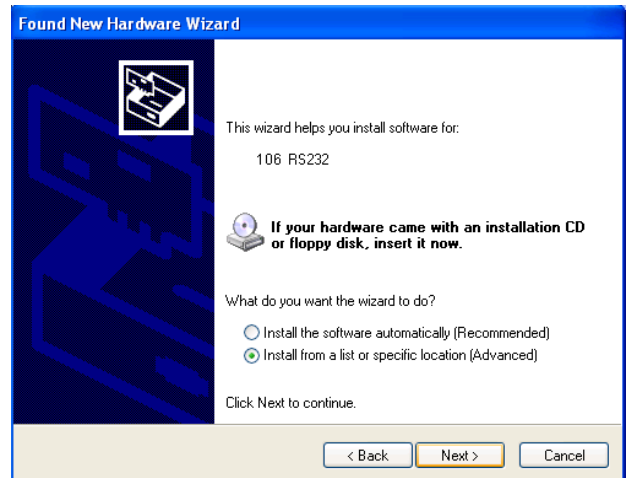 Found New Hardware Wizard
This wizard helps you install software for:
106 RS232
If your hardware came with an installation CD
or floppy disk, insert it now.
What do you want the wizard to do?
Install the software automatically (Recommended)
Install from a list or specific location (Advanced)
Click Next to continue.
< Back Next > Cancel